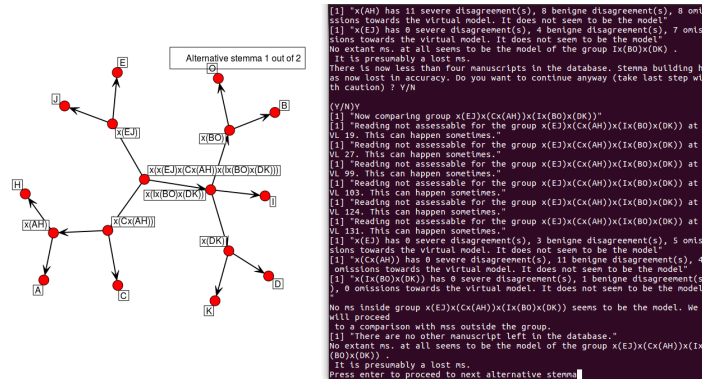 Alternative stemma 1 out of 2
E
O
J
B
x(EJ)
x(BO)
x(x(EJ)x(Cx(AH))x(Ix(BO)x(DK)))
H
x(Ix(BO)x(DK))
I
x(AH)
x(Cx(AH))
x(DK)
A
C
D
K
[1] "x(AH) has 11 severe disagreement(s), 8 benigne disagreement(s), 8 omi
ssions towards the virtual model. It does not seem to be the model"
[1] "x(EJ) has 0 severe disagreement(s), 4 benigne disagreement(s), 7 omis
sions towards the virtual model. It does not seem to be the model"
No extant ms. at all seems to be the model of the group Ix(BO)x(DK) .
It is presumably a lost ms.
There is now less than four manuscripts in the database. Stemma building h
as now lost in accuracy. Do you want to continue anyway (take last step wi
th caution) ? Y/N
(Y/N)Y
[1] "Now comparing group x(EJ)x(Cx(AH))x(Ix(BO)x(DK))"
[1] "Reading not assessable for the group x(EJ)x(Cx(AH))x(Ix(BO)x(DK)) at
VL 19. This can happen sometimes."
[1] "Reading not assessable for the group x(EJ)x(Cx(AH))x(Ix(BO)x(DK)) at
VL 27. This can happen sometimes."
[1] "Reading not assessable for the group x(EJ)x(Cx(AH))x(Ix(BO)x(DK)) at
VL 99. This can happen sometimes."
[1] "Reading not assessable for the group x(EJ)x(Cx(AH))x(Ix(BO)x(DK)) at
VL 103. This can happen sometimes."
[1] "Reading not assessable for the group x(EJ)x(Cx(AH))x(Ix(BO)x(DK)) at
VL 124. This can happen sometimes."
[1] "Reading not assessable for the group x(EJ)x(Cx(AH))x(Ix(BO)x(DK)) at
VL 131. This can happen sometimes."
[1] "x(EJ) has 0 severe disagreement(s), 3 benigne disagreement(s), 5 omis
sions towards the virtual model. It does not seem to be the model"
[1] "x(Cx(AH)) has 0 severe disagreement(s), 11 benigne disagreement(s), 4
omissions towards the virtual model. It does not seem to be the model"
[1] "x(Ix(BO)x(DK)) has 0 severe disagreement(s), 1 benigne disagreement(s
), 0 omissions towards the virtual model. It does not seem to be the model
"
No ms inside group x(EJ)x(Cx(AH))x(Ix(BO)x(DK)) seems to be the model. We
will proceed
to a comparison with mss outside the group.
[1] "There are no other manuscript left in the database."
No extant ms. at all seems to be the model of the group x(EJ)x(Cx(AH))x(Ix
(BO)x(DK)) .
It is presumably a lost ms.
Press enter to proceed to next alternative stemma